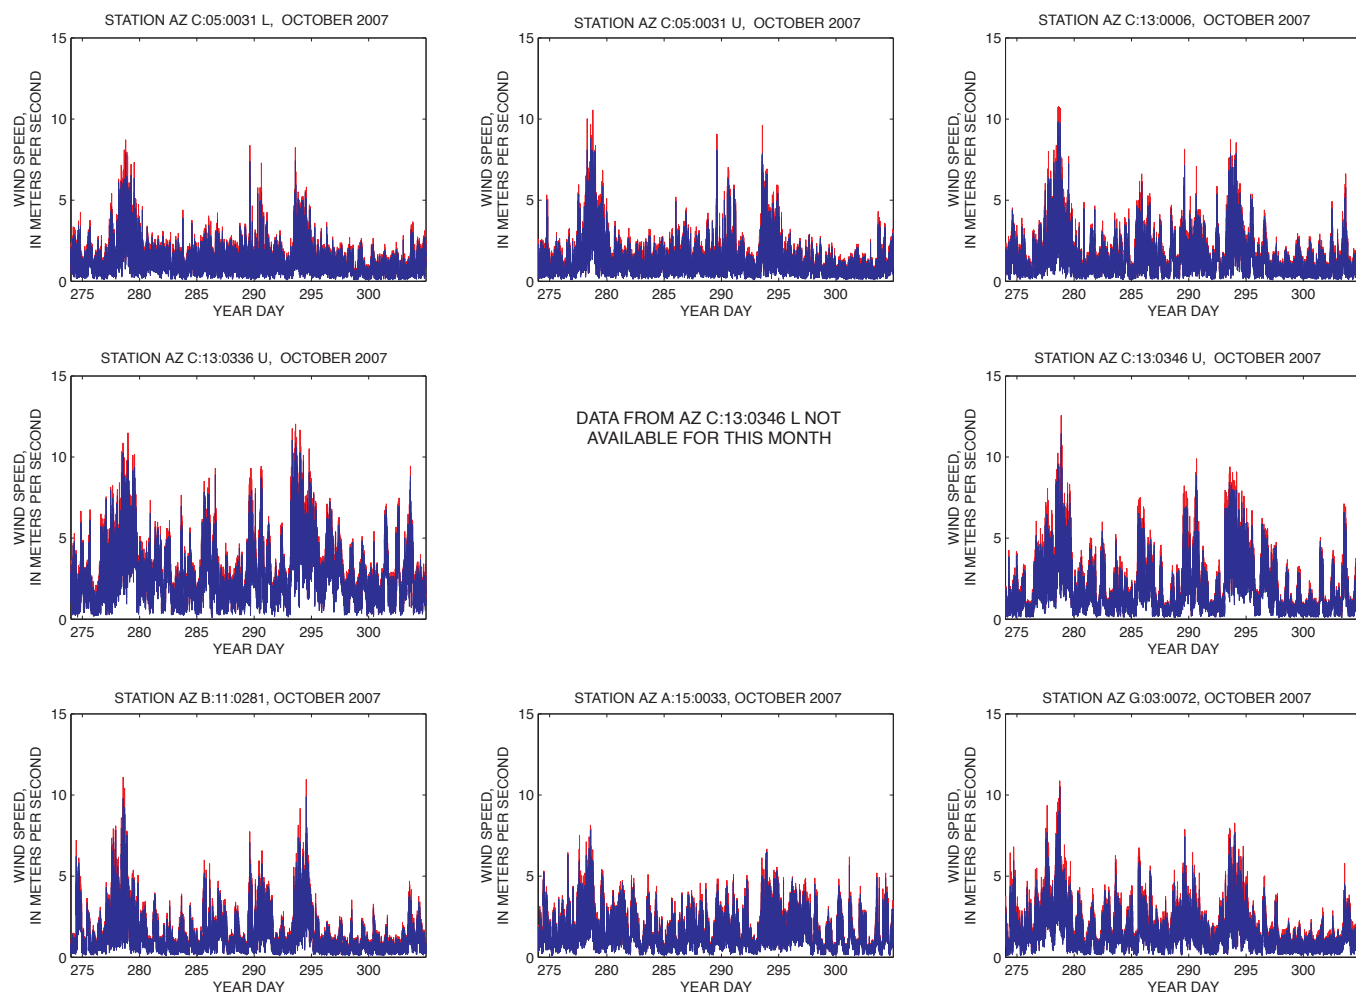 STATION AZ C:05:0031 L, OCTOBER 2007
WIND SPEED,
IN METERS PER SECOND
15
10
5
0
275 280 285 290 295 300
YEAR DAY
STATION AZ C:05:0031 U, OCTOBER 2007
WIND SPEED,
IN METERS PER SECOND
15
10
5
0
275 280 285 290 295 300
YEAR DAY
STATION AZ C:13:0006, OCTOBER 2007
WIND SPEED,
IN METERS PER SECOND
15
10
5
0
275 280 285 290 295 300
YEAR DAY
STATION AZ C:13:0336 U, OCTOBER 2007
WIND SPEED,
IN METERS PER SECOND
15
10
5
0
275 280 285 290 295 300
YEAR DAY
DATA FROM AZ C:13:0346 L NOT
AVAILABLE FOR THIS MONTH
STATION AZ C:13:0346 U, OCTOBER 2007
WIND SPEED,
IN METERS PER SECOND
15
10
5
0
275 280 285 290 295 300
YEAR DAY
STATION AZ B:11:0281, OCTOBER 2007
WIND SPEED,
IN METERS PER SECOND
15
10
5
0
275 280 285 290 295 300
YEAR DAY
STATION AZ A:15:0033, OCTOBER 2007
WIND SPEED,
IN METERS PER SECOND
15
10
5
0
275 280 285 290 295 300
YEAR DAY
STATION AZ G:03:0072, OCTOBER 2007
WIND SPEED,
IN METERS PER SECOND
15
10
5
0
275 280 285 290 295 300
YEAR DAY